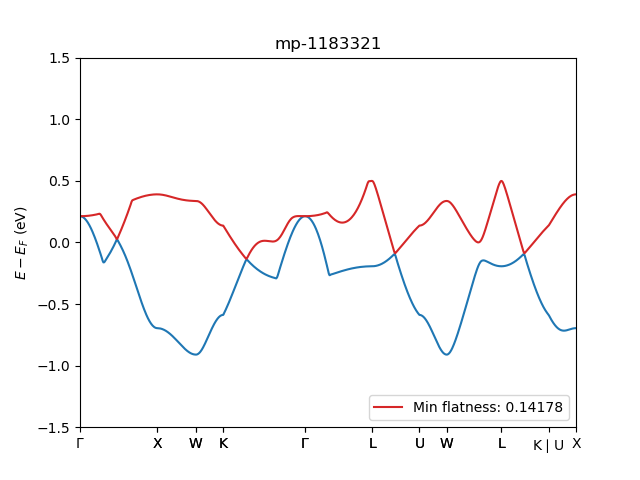 mp-1183321
1.5
1.0
0.5
0.0
−0.5
−1.0
−1.5
E − E_F (eV)
Min flatness: 0.14178
Γ X W K Γ L U W L K | U X